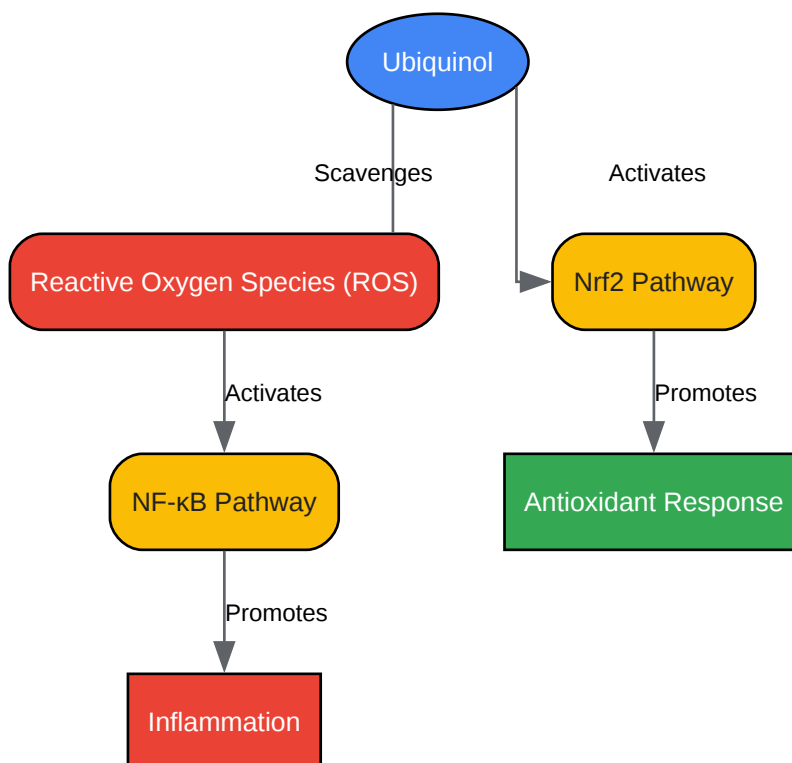 Ubiquinol
Scavenges
Activates
Reactive Oxygen Species (ROS)
Nrf2 Pathway
Activates
Promotes
NF-κB Pathway
Antioxidant Response
Promotes
Inflammation